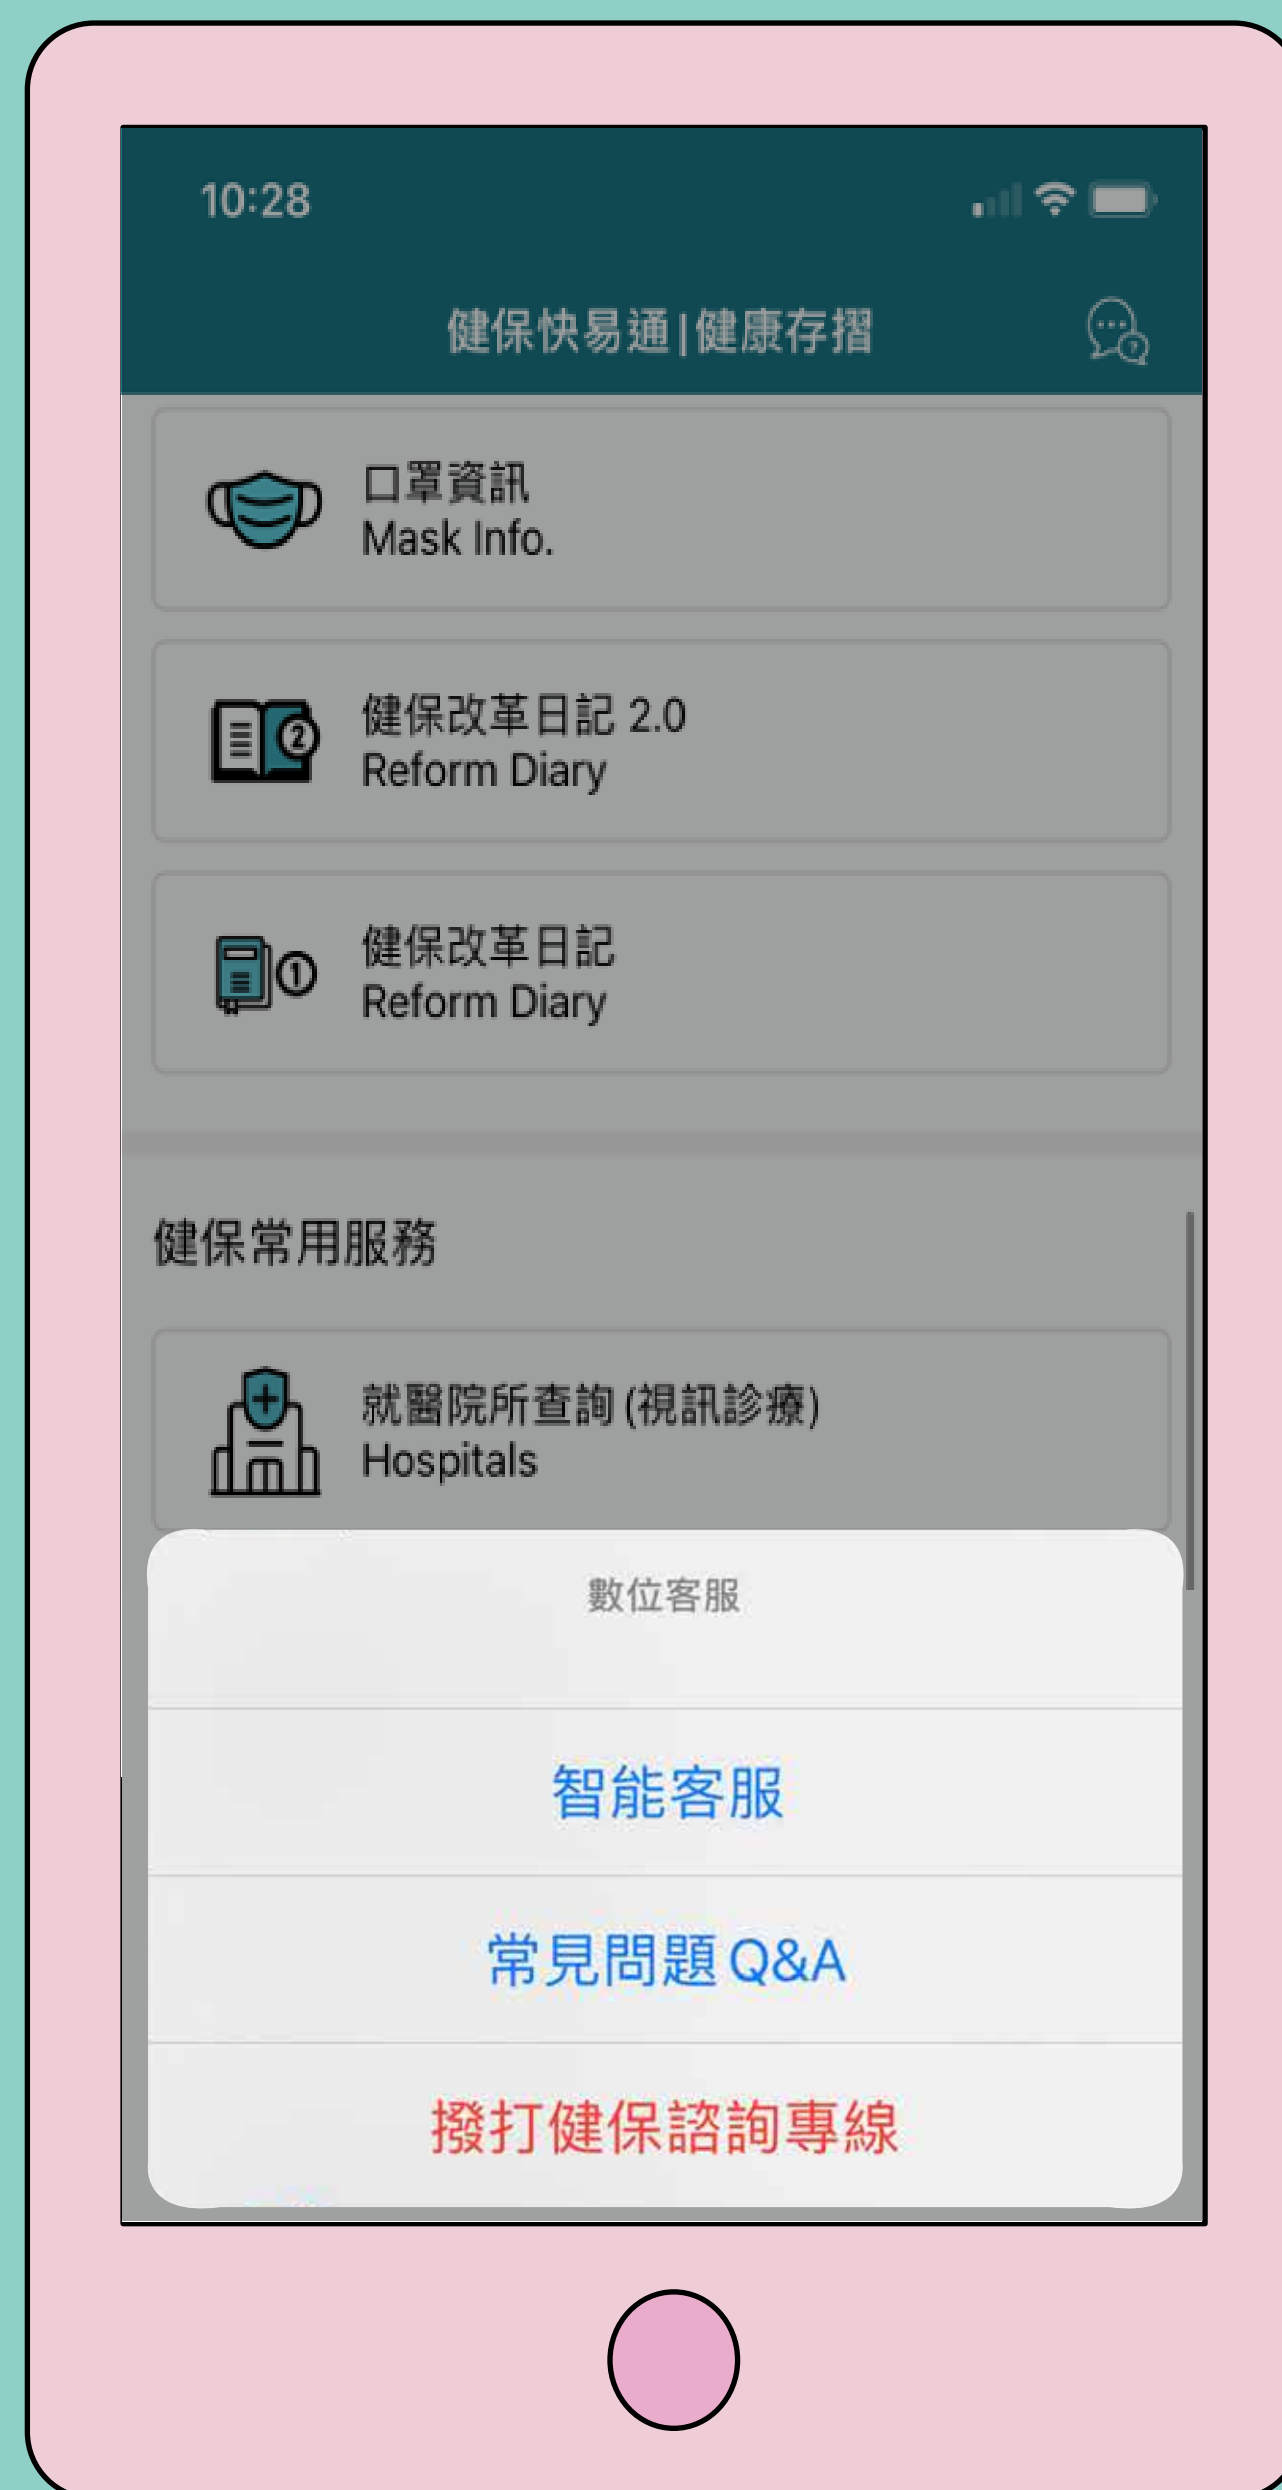 10:28
健保快易通|健康存摺
口罩資訊
Mask Info.
2
健保改革日記 2.0
Reform Diary
1
健保改革日記
Reform Diary
健保常用服務
就醫院所查詢(視訊診療)
Hospitals
數位客服
智能客服
常見問題 Q&A
撥打健保諮詢專線